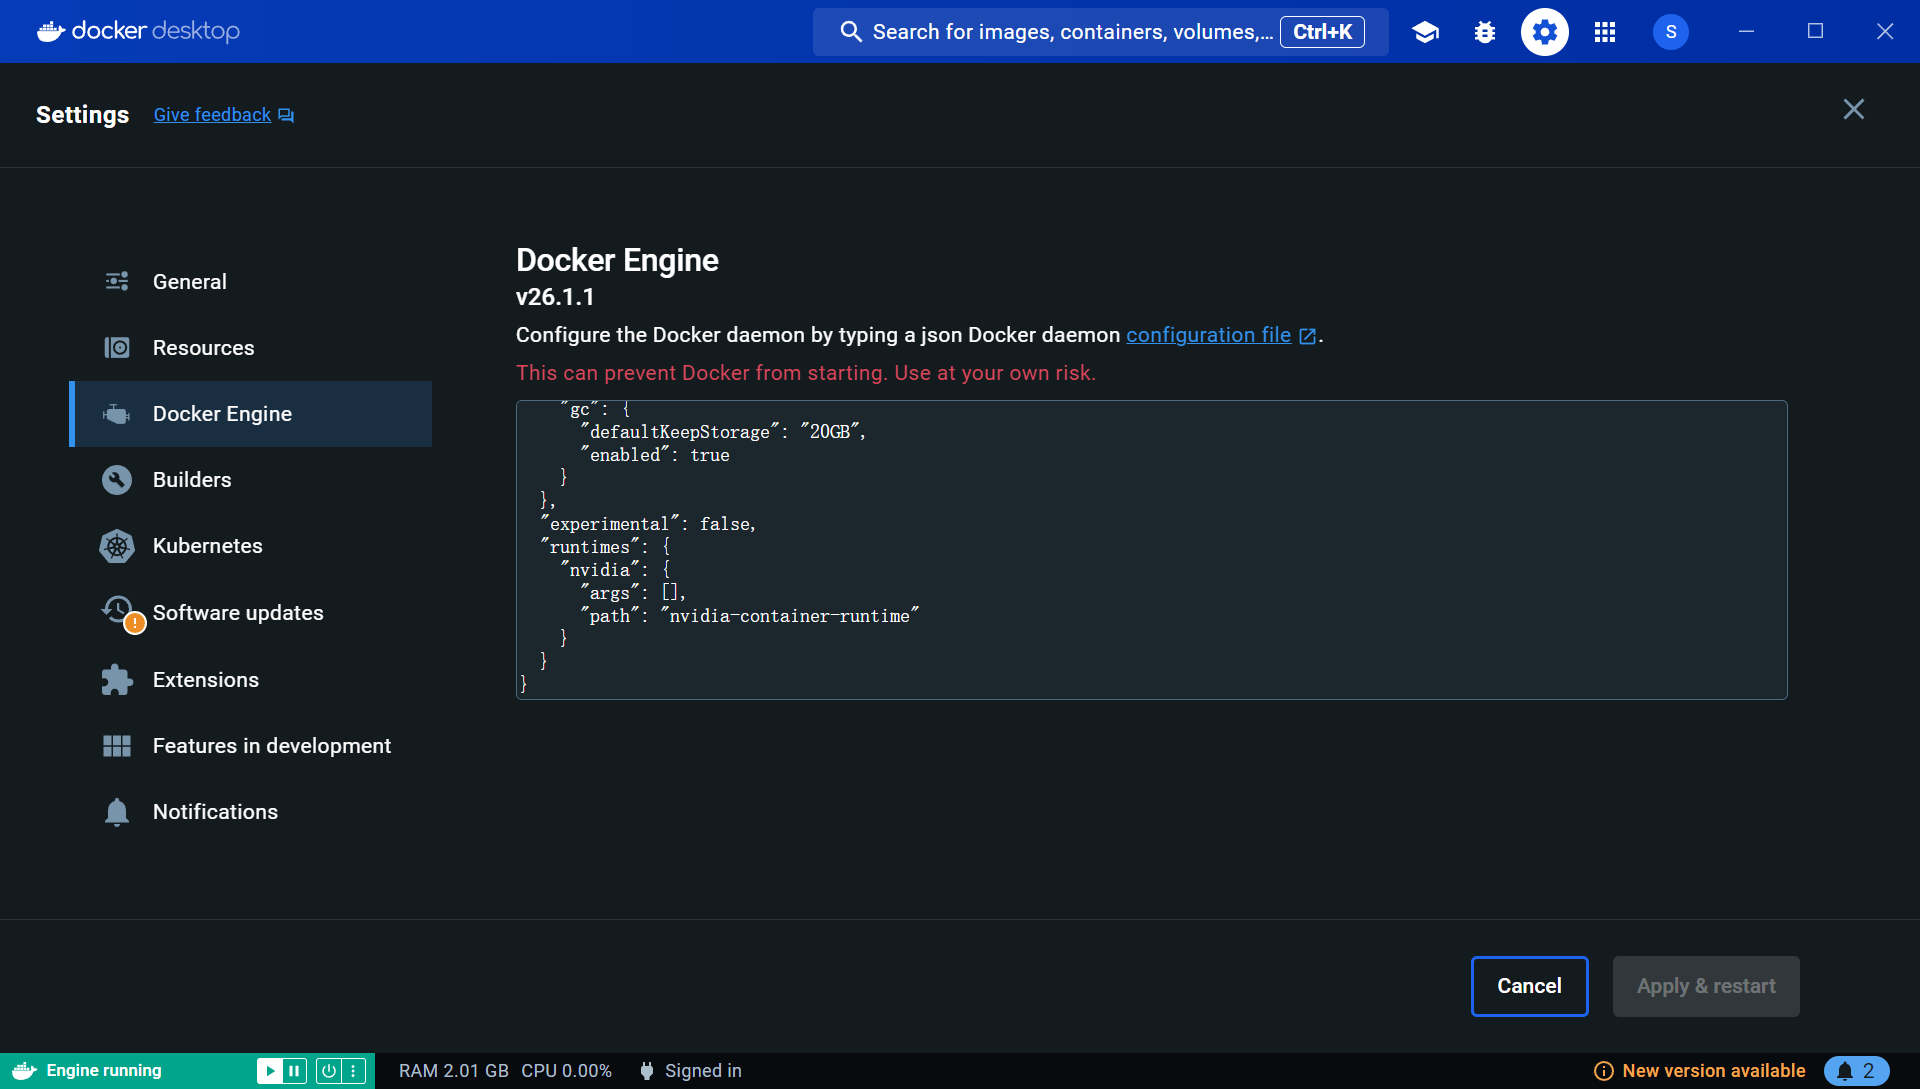 docker desktop
Search for images, containers, volumes,... Ctrl+K
S
Settings Give feedback
General
Resources
Docker Engine
Builders
Kubernetes
Software updates
Extensions
Features in development
Notifications
Docker Engine
v26.1.1
Configure the Docker daemon by typing a json Docker daemon configuration file.
This can prevent Docker from starting. Use at your own risk.
"gc": {
"defaultKeepStorage": "20GB",
"enabled": true
}
},
"experimental": false,
"runtimes": {
"nvidia": {
"args": [],
"path": "nvidia-container-runtime"
}
}
}
Cancel Apply & restart
Engine running RAM 2.01 GB CPU 0.00% Signed in New version available 2